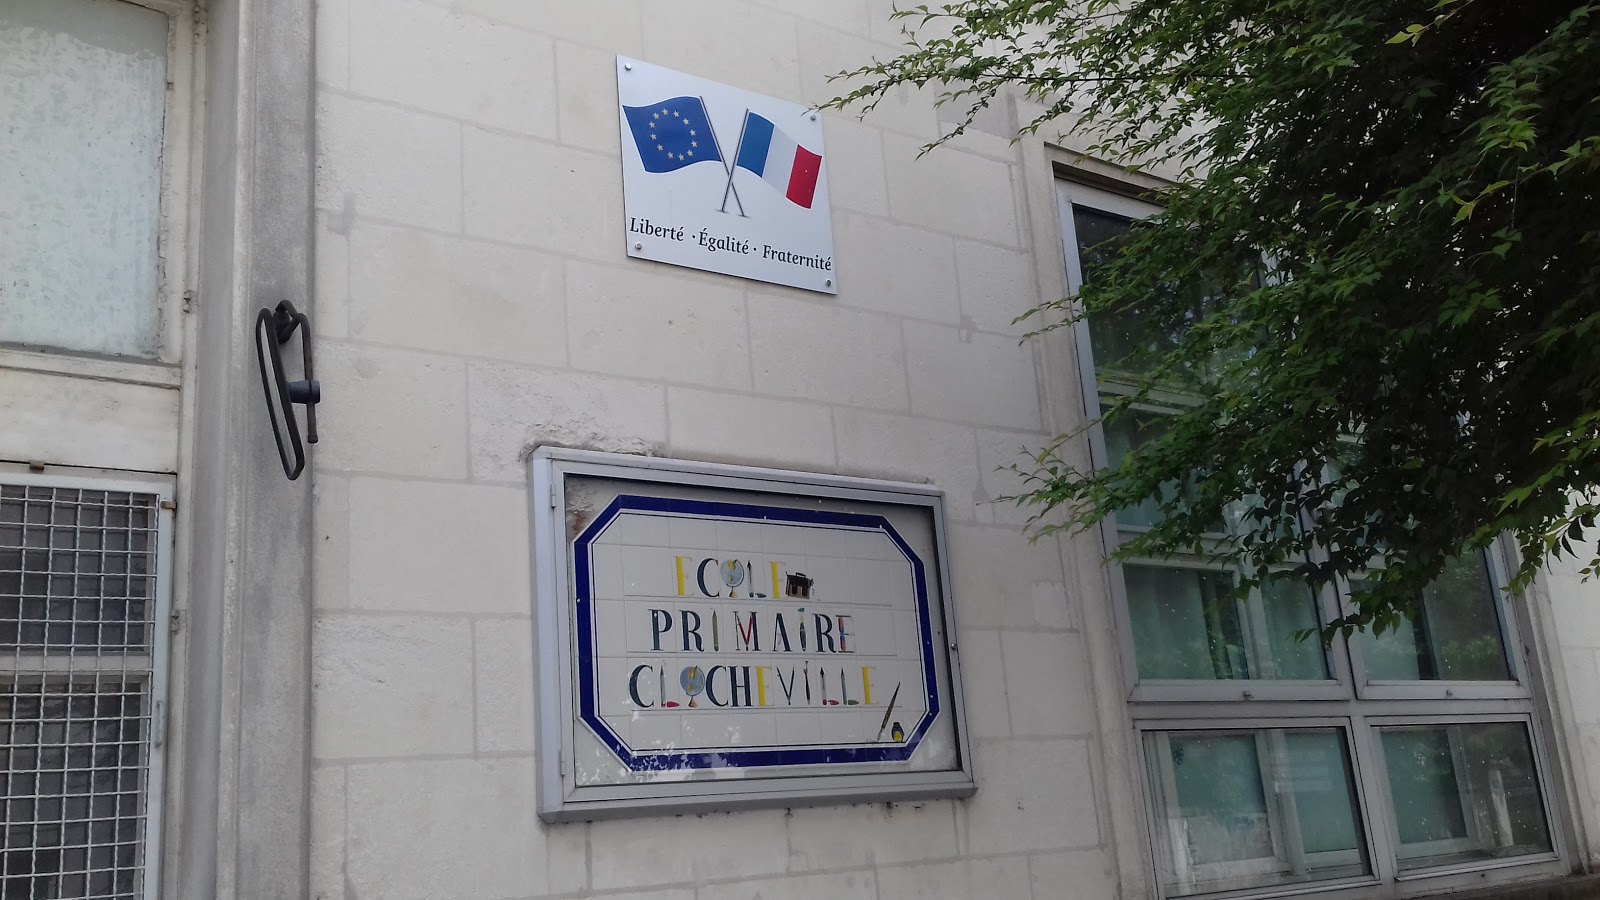 Liberté · Égalité · Fraternité
ECOLE
PRIMAIRE
CLOCHEVILLE